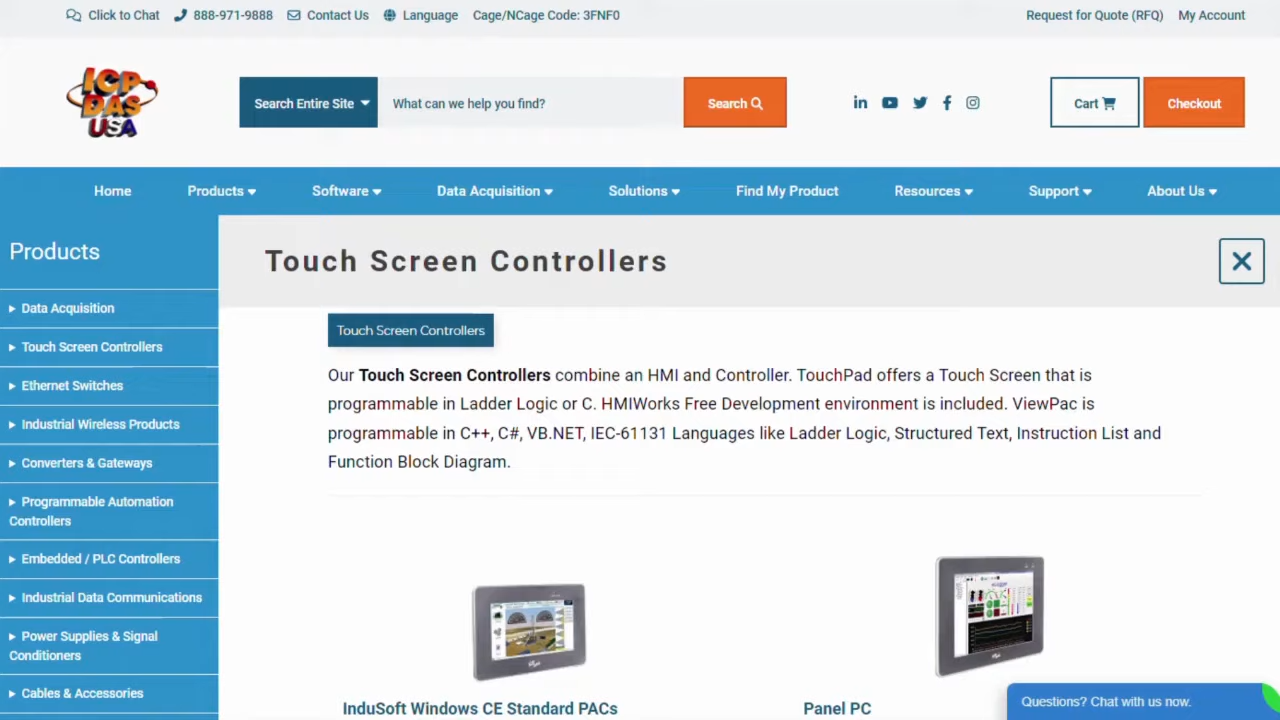 Click to Chat 888-971-9888 Contact Us Language Cage/NCage Code: 3FNF0 Request for Quote (RFQ) My Account
ICP
DAS
USA
Search Entire Site What can we help you find? Search Cart Checkout
Home Products Software Data Acquisition Solutions Find My Product Resources Support About Us
Products
Data Acquisition
Touch Screen Controllers
Ethernet Switches
Industrial Wireless Products
Converters & Gateways
Programmable Automation
Controllers
Embedded / PLC Controllers
Industrial Data Communications
Power Supplies & Signal
Conditioners
Cables & Accessories
Touch Screen Controllers
Touch Screen Controllers
Our Touch Screen Controllers combine an HMI and Controller. TouchPad offers a Touch Screen that is
programmable in Ladder Logic or C. HMIWorks Free Development environment is included. ViewPac is
programmable in C++, C#, VB.NET, IEC-61131 Languages like Ladder Logic, Structured Text, Instruction List and
Function Block Diagram.
InduSoft Windows CE Standard PACs
Panel PC
Questions? Chat with us now.